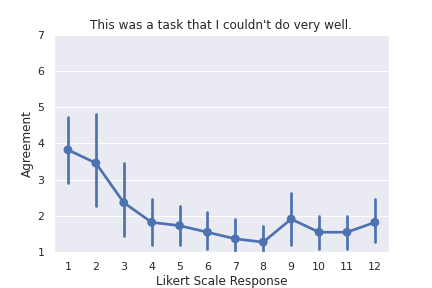 This was a task that I couldn't do very well.
7
6
5
4
3
2
1
Agreement
1 2 3 4 5 6 7 8 9 10 11 12
Likert Scale Response